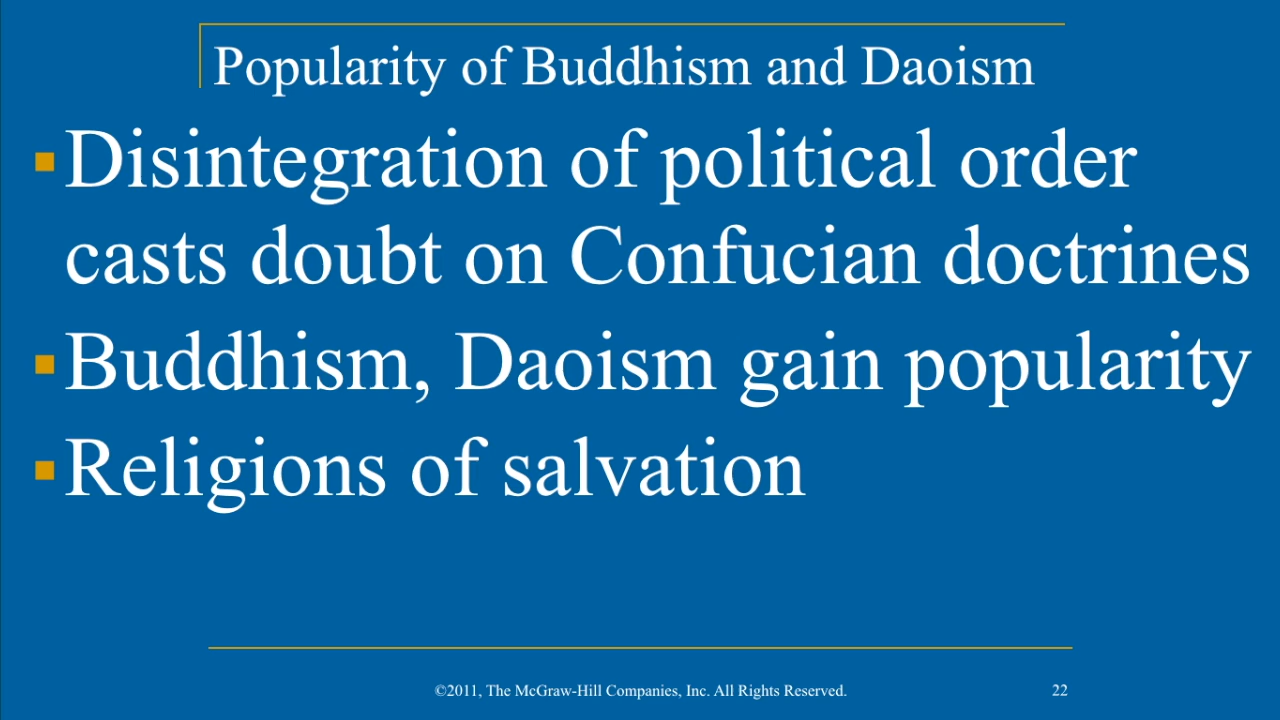 Popularity of Buddhism and Daoism
▪Disintegration of political order
casts doubt on Confucian doctrines
▪Buddhism, Daoism gain popularity
▪Religions of salvation
©2011, The McGraw-Hill Companies, Inc. All Rights Reserved.
22